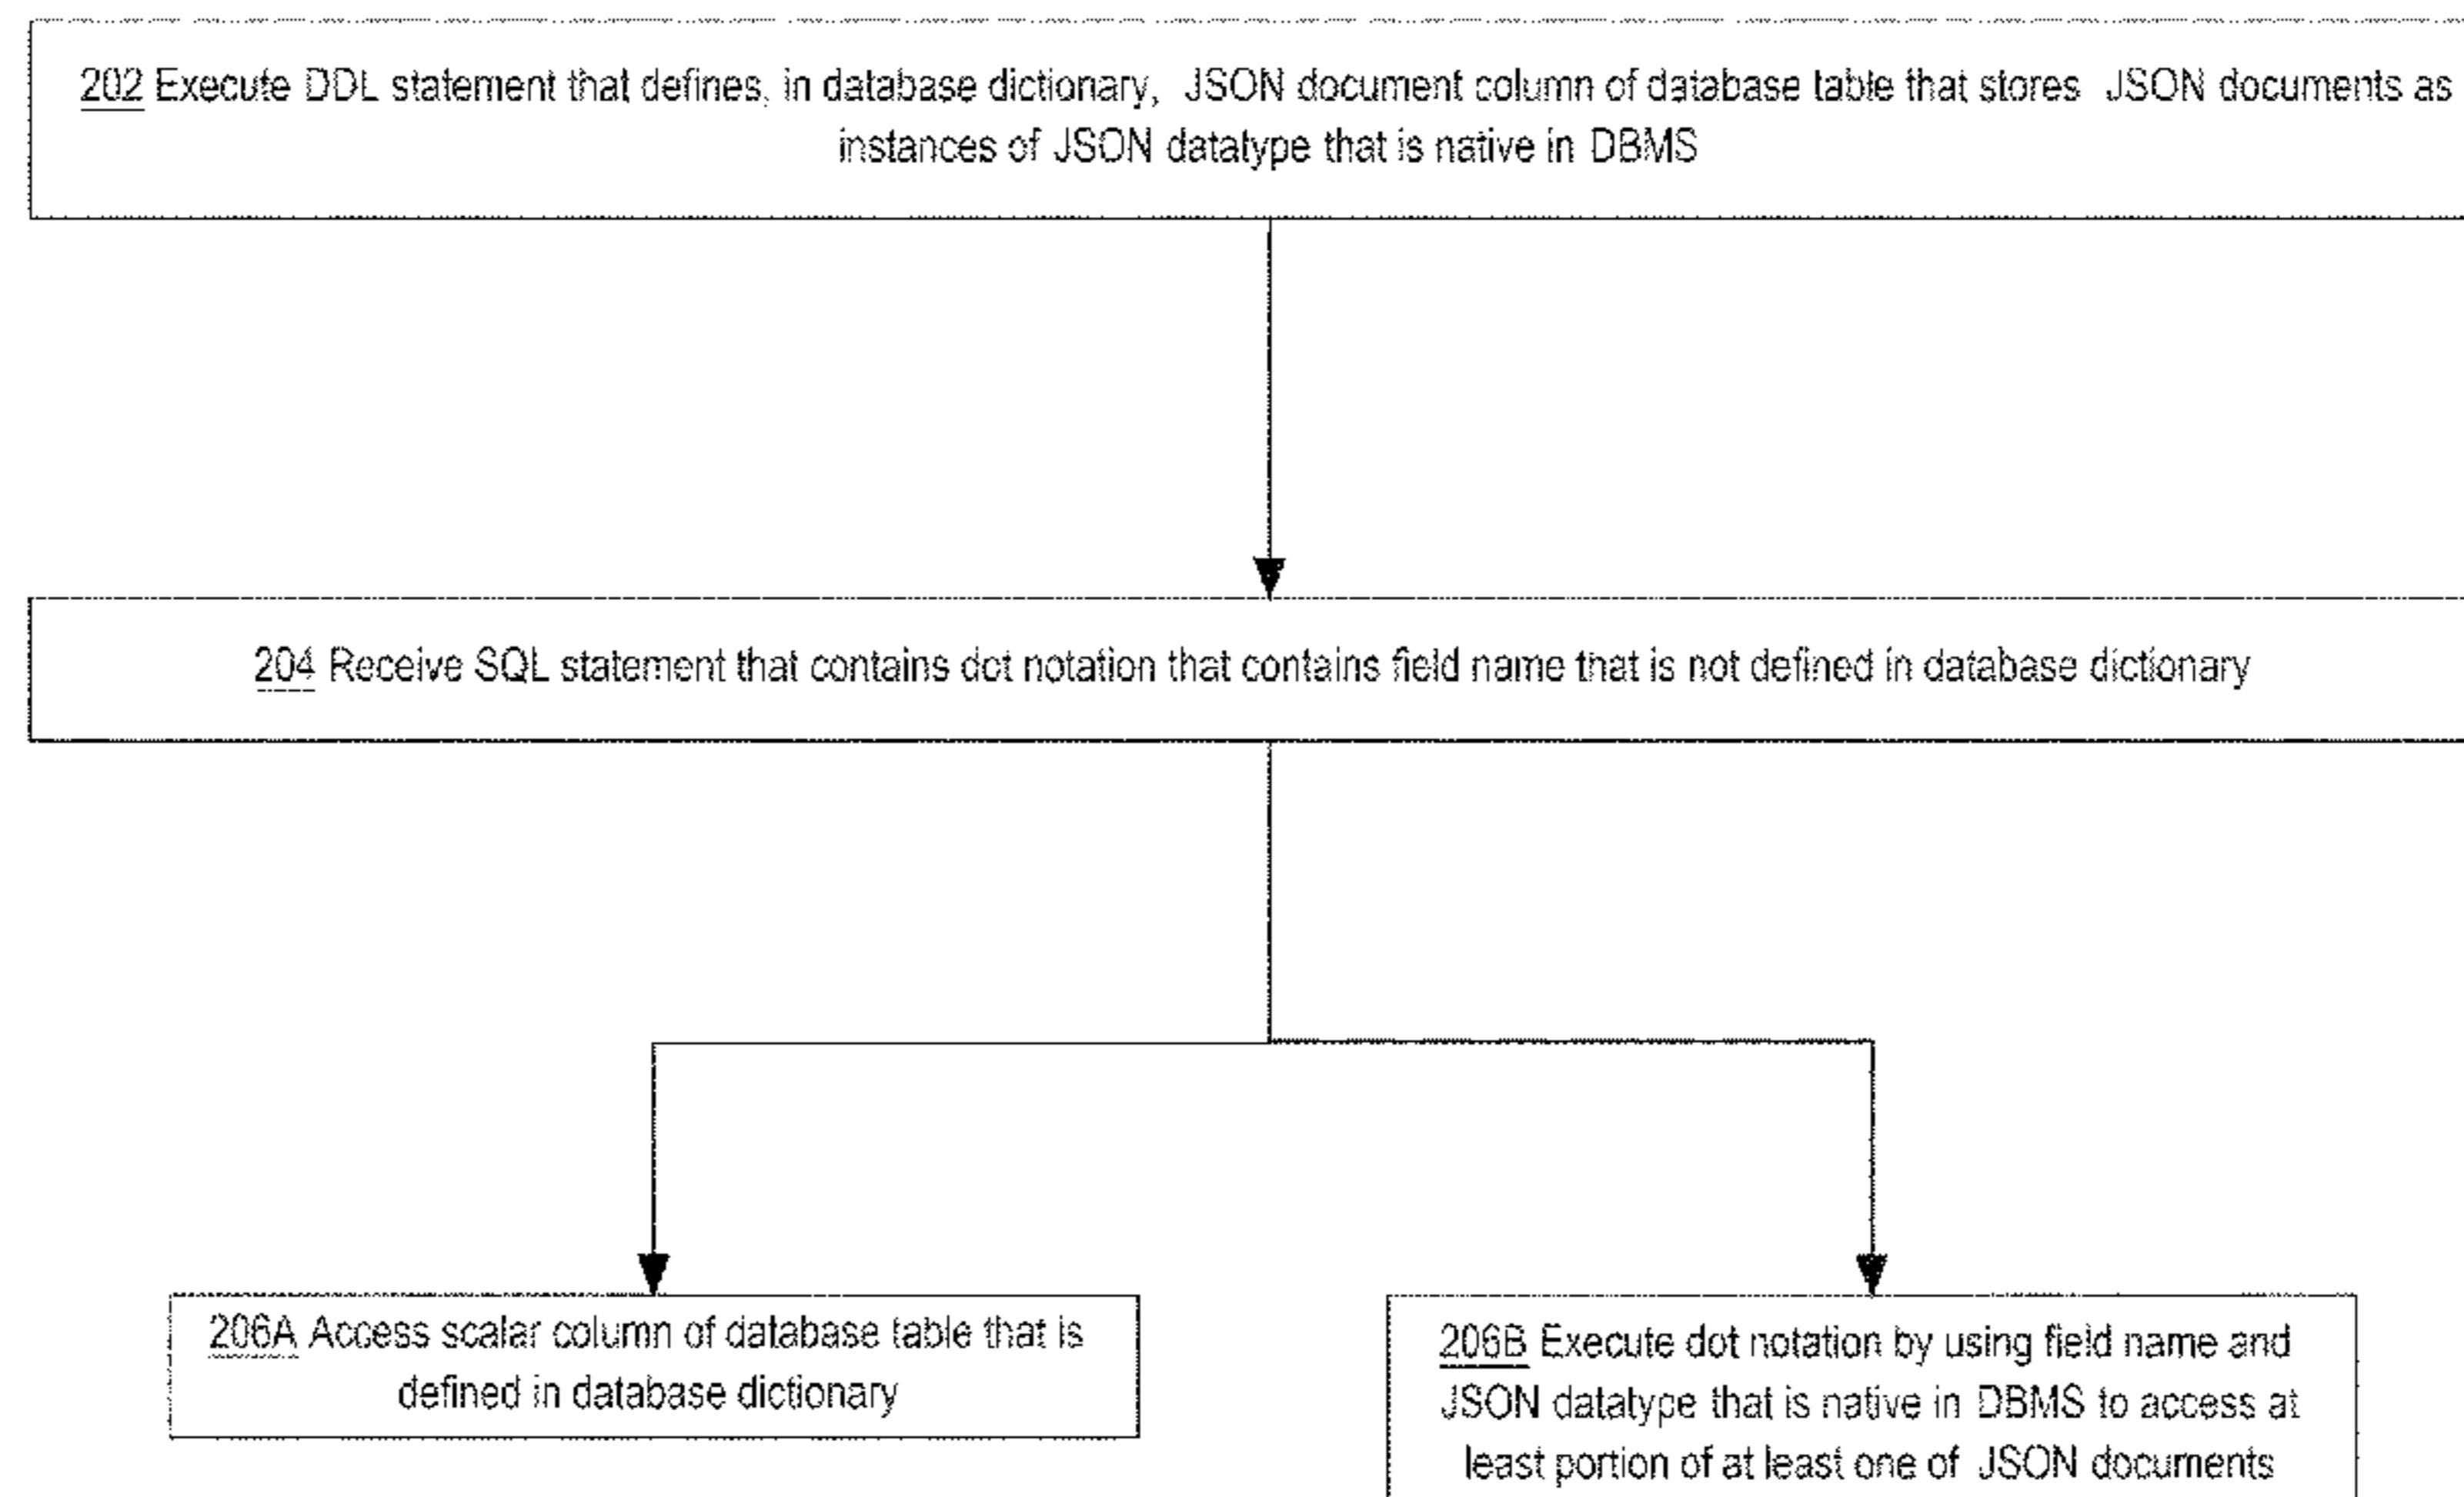 202 Execute DDL statement that defines, in database dictionary, JSON document column of database table that stores JSON documents as
instances of JSON datatype that is native in DBMS
204 Receive SQL statement that contains dot notation that contains field name that is not defined in database dictionary
206A Access scalar column of database table that is
defined in database dictionary
206B Execute dot notation by using field name and
JSON datatype that is native in DBMS to access at
least portion of at least one of JSON documents